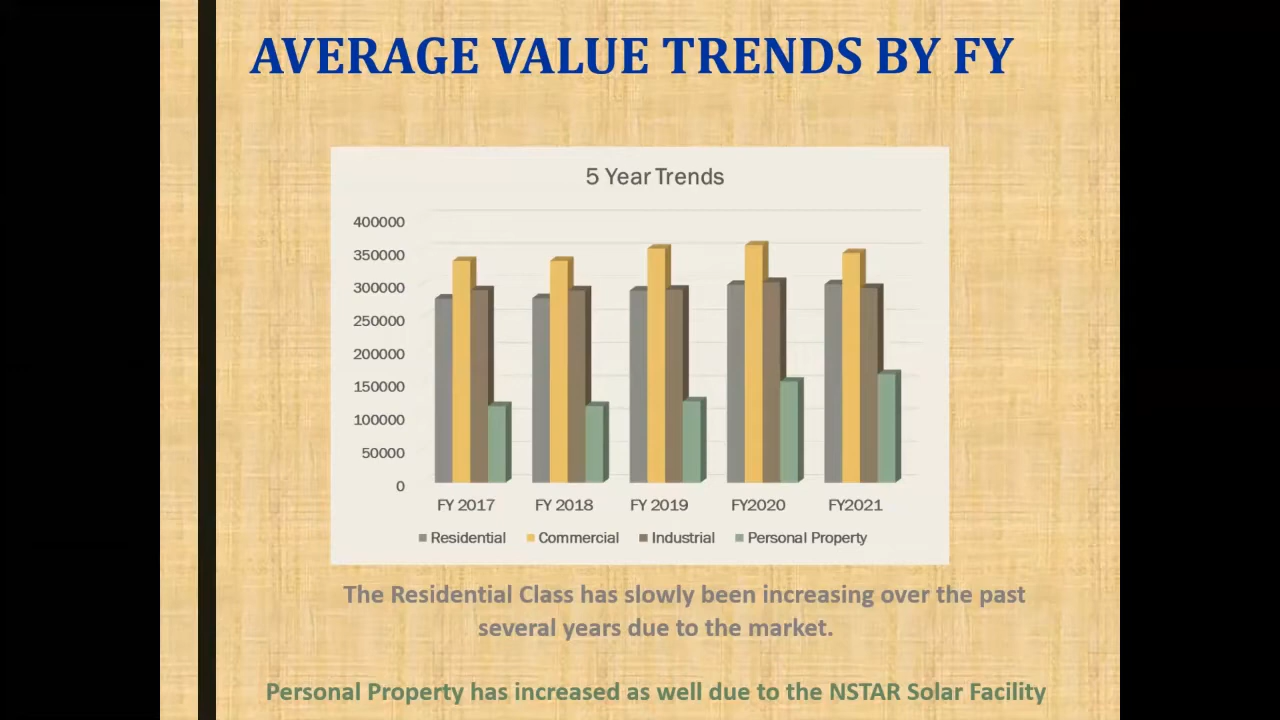 AVERAGE VALUE TRENDS BY FY
5 Year Trends
400000
350000
300000
250000
200000
150000
100000
50000
0
FY 2017 FY 2018 FY 2019 FY2020 FY2021
Residential Commercial Industrial Personal Property
The Residential Class has slowly been increasing over the past
several years due to the market.
Personal Property has increased as well due to the NSTAR Solar Facility